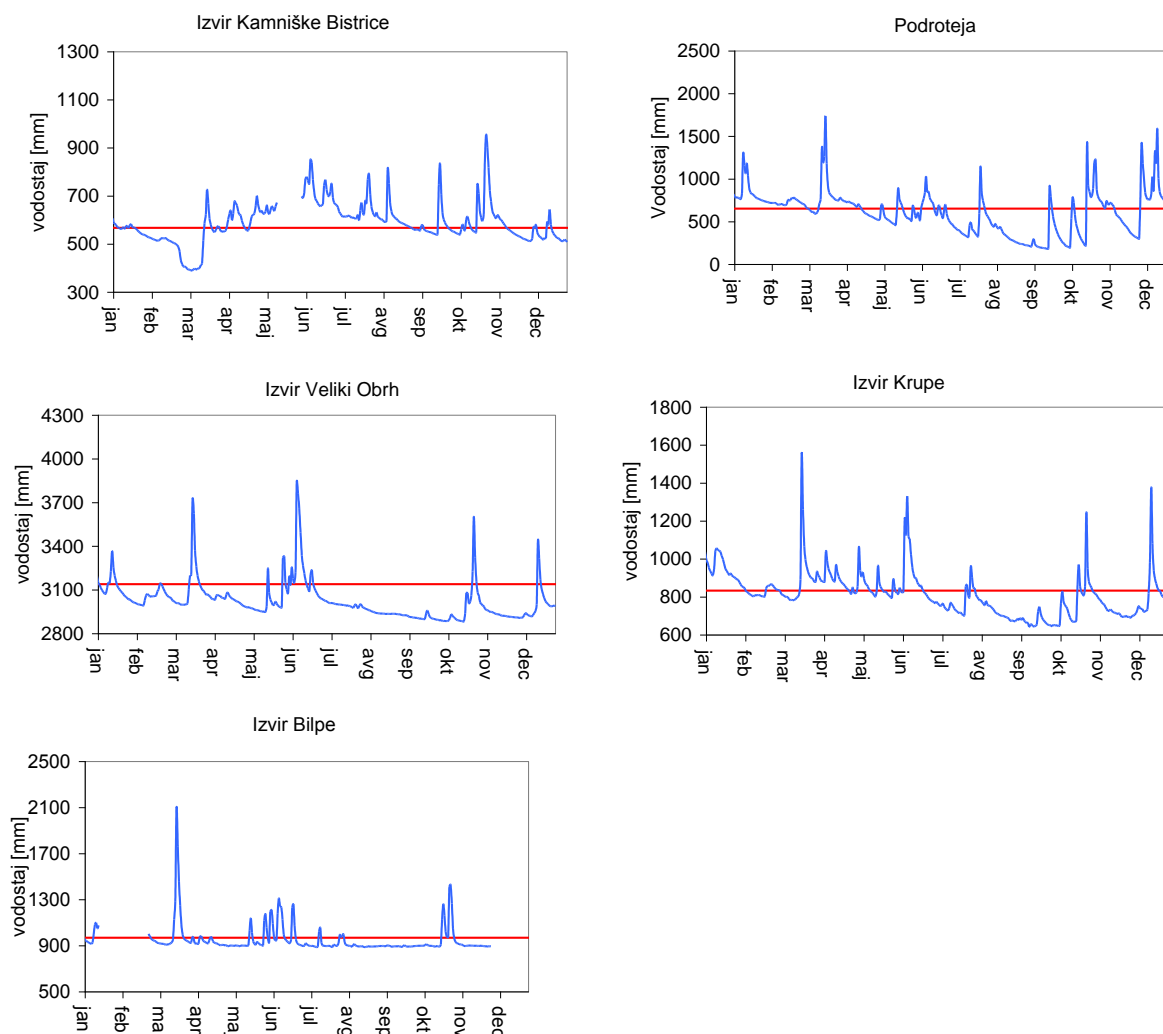 Izvir Kamniške Bistrice
vodostaj [mm]
1300
1100
900
700
500
300
jan feb mar apr maj jun jul avg sep okt nov dec
Podroteja
Vodostaj [mm]
2500
2000
1500
1000
500
0
jan feb mar apr maj jun jul avg sep okt nov dec
Izvir Veliki Obrh
vodostaj [mm]
4300
4000
3700
3400
3100
2800
jan feb mar apr maj jun jul avg sep okt nov dec
Izvir Krupe
vodostaj [mm]
1800
1600
1400
1200
1000
800
600
jan feb mar apr maj jun jul avg sep okt nov dec
Izvir Bilpe
vodostaj [mm]
2500
2100
1700
1300
900
500
jan feb ma apr ma jun jul avg sep okt nov dec